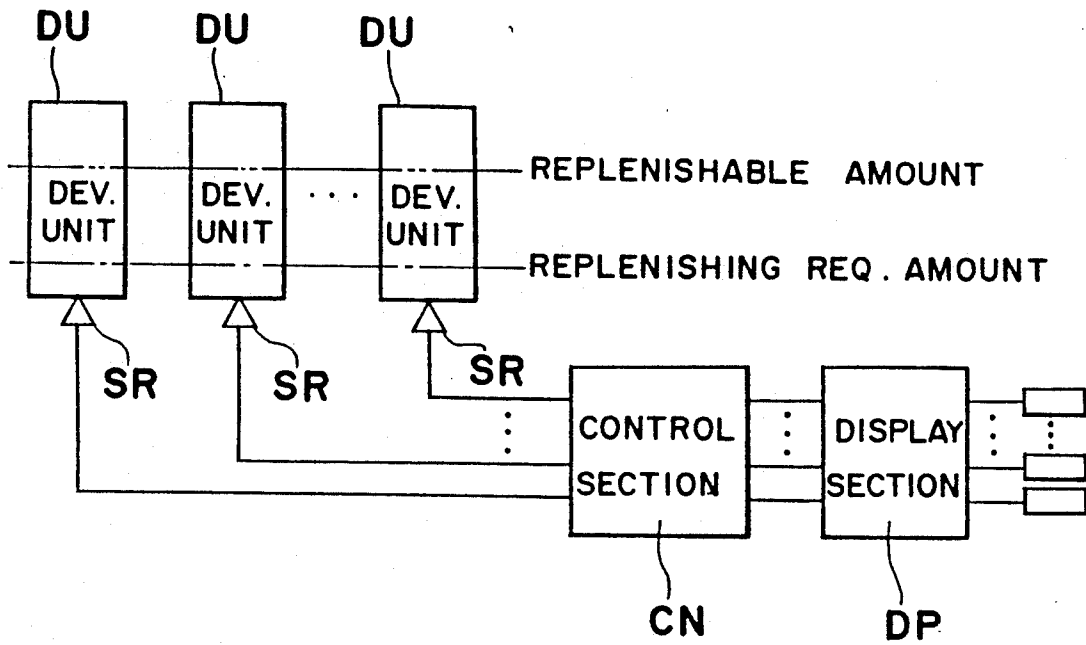 DU DU DU
DEV. UNIT
DEV. UNIT
. . .
DEV. UNIT
REPLENISHABLE AMOUNT
REPLENISHING REQ. AMOUNT
SR SR SR
CONTROL SECTION
DISPLAY SECTION
CN DP